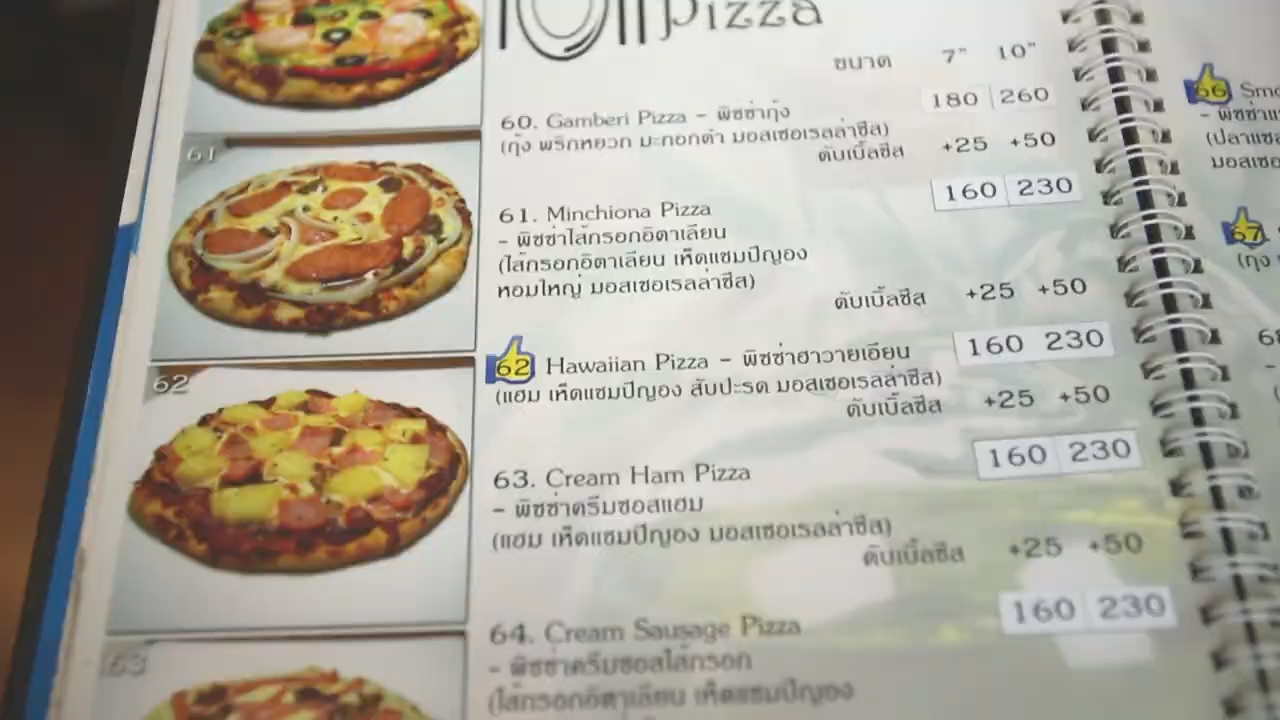 Pizza
ขนาด 7" 10"
60. Gamberi Pizza - พิซซ่ากุ้ง 180 260
(กุ้ง พริกหยวก มะกอกดำ มอสเซอเรลล่าชีส)
ดับเบิ้ลชีส +25 +50
61
61. Minchiona Pizza 160 230
- พิซซ่าไส้กรอกอิตาเลียน
(ไส้กรอกอิตาเลียน เห็ดแชมปิญอง
หอมใหญ่ มอสเซอเรลล่าชีส)
ดับเบิ้ลชีส +25 +50
62
62 Hawaiian Pizza - พิซซ่าฮาวายเอียน 160 230
(แฮม เห็ดแชมปิญอง สับปะรด มอสเซอเรลล่าชีส)
ดับเบิ้ลชีส +25 +50
63. Cream Ham Pizza 160 230
- พิซซ่าครีมซอสแฮม
(แฮม เห็ดแชมปิญอง มอสเซอเรลล่าชีส)
ดับเบิ้ลชีส +25 +50
63
64. Cream Sausage Pizza 160 230
- พิซซ่าครีมซอสไส้กรอก
(ไส้กรอกอิตาเลียน เห็ดแชมปิญอง
66
67